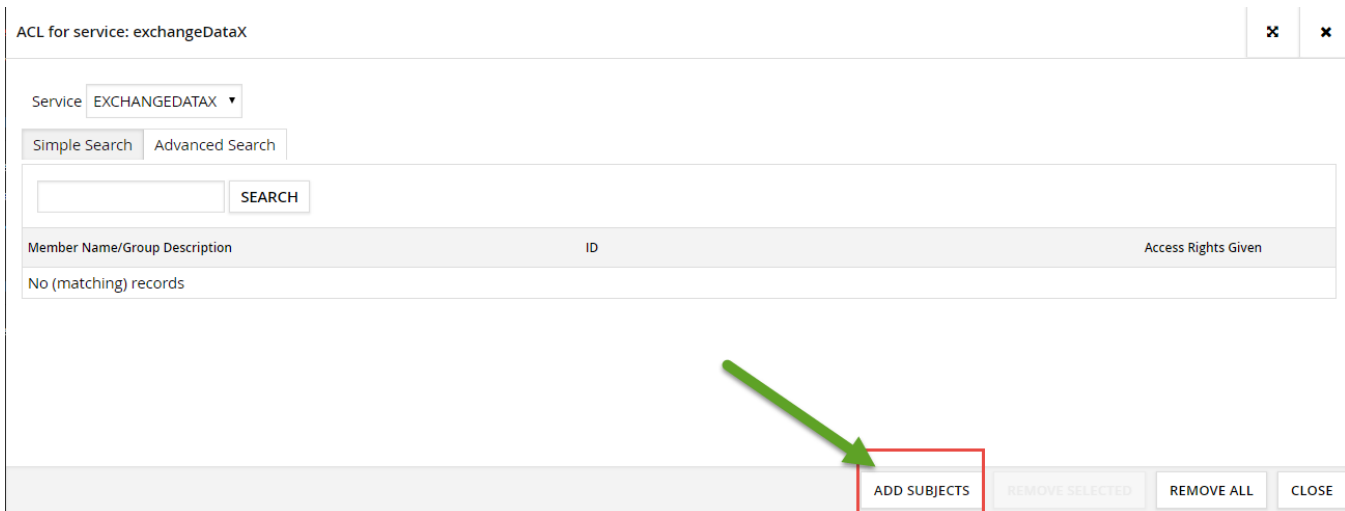 ACL for service: exchangeDataX
Service EXCHANGEDATAX
Simple Search Advanced Search
SEARCH
Member Name/Group Description ID Access Rights Given
No (matching) records
ADD SUBJECTS REMOVE SELECTED REMOVE ALL CLOSE